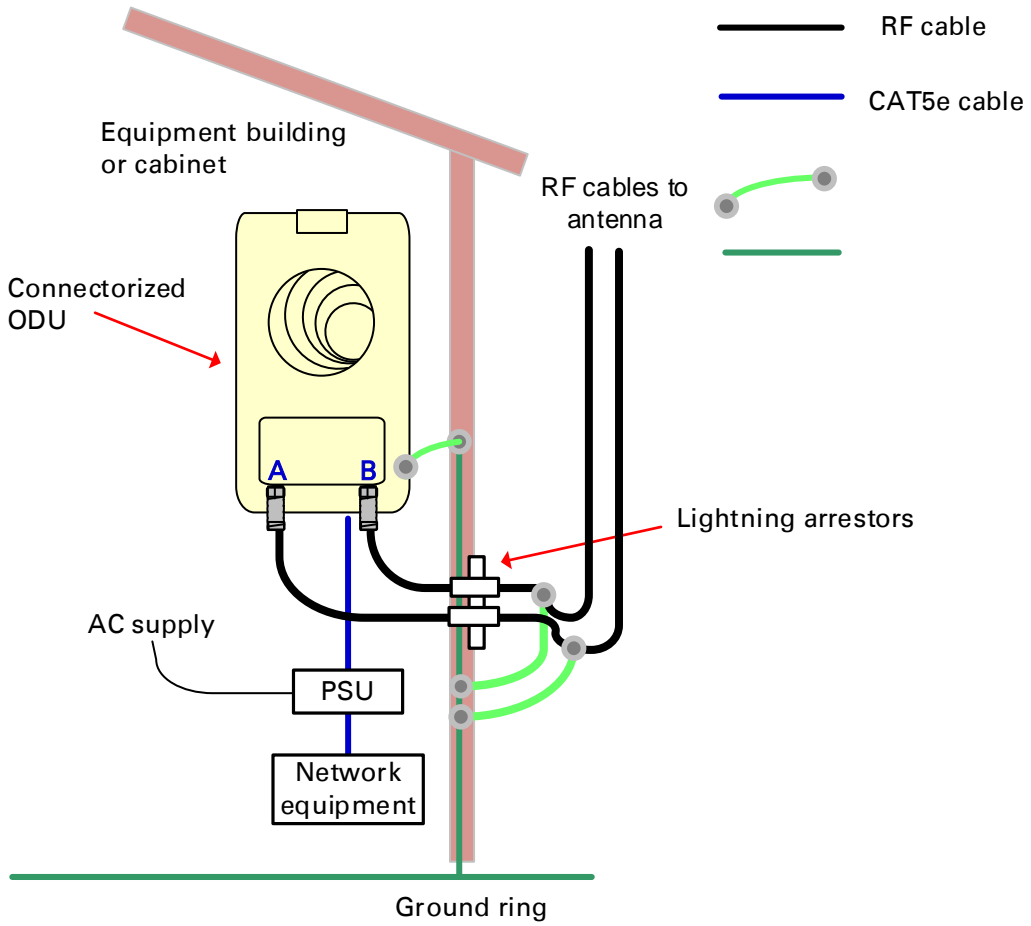 RF cable
CAT5e cable
Equipment building
or cabinet
RF cables to
antenna
Connectorized
ODU
A
B
Lightning arrestors
AC supply
PSU
Network
equipment
Ground ring